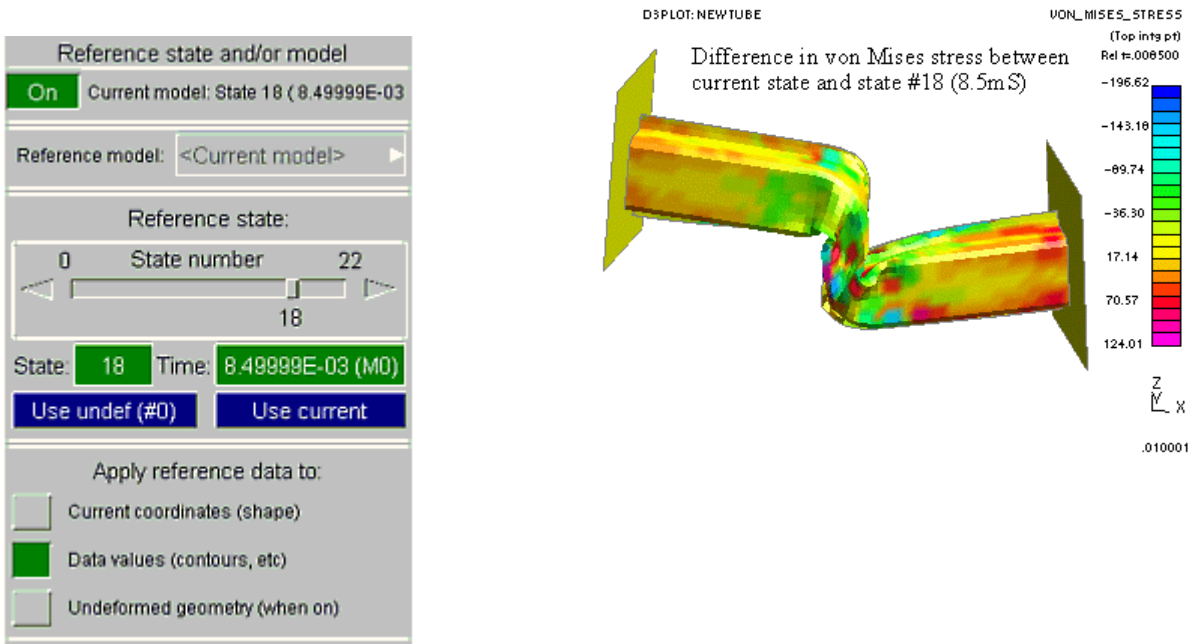 Reference state and/or model
On Current model: State 18 ( 8.49999E-03
Reference model: <Current model>
Reference state:
0 State number 22
18
State: 18 Time: 8.49999E-03 (M0)
Use undef (#0) Use current
Apply reference data to:
Current coordinates (shape)
Data values (contours, etc)
Undeformed geometry (when on)
D3PLOT: NEWTUBE
VON_MISES_STRESS
(Top intg pt)
Rel t=.008500
Difference in von Mises stress between
current state and state #18 (8.5mS)
-196.62
-143.18
-89.74
-36.30
17.14
70.57
124.01
Z
Y
X
.010001